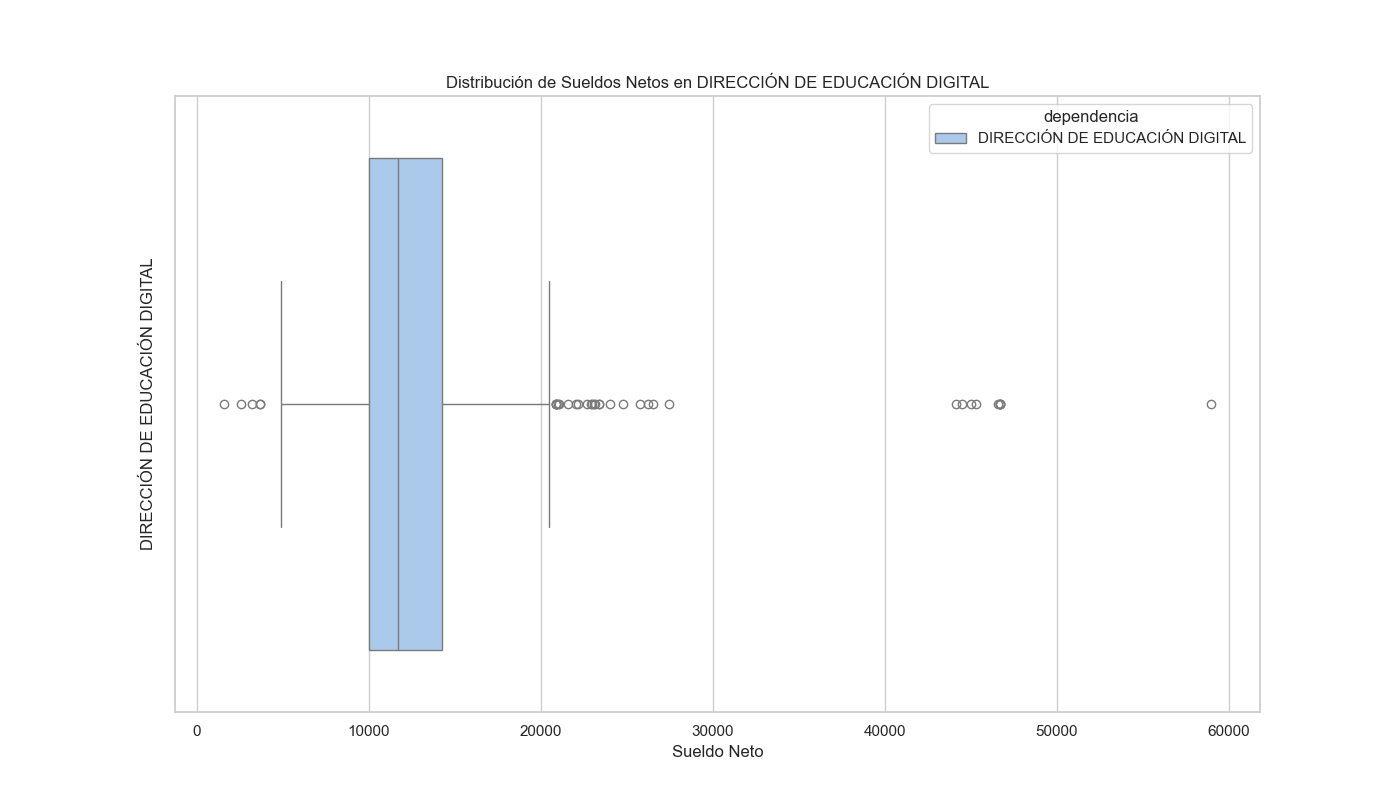 Distribución de Sueldos Netos en DIRECCIÓN DE EDUCACIÓN DIGITAL
dependencia
DIRECCIÓN DE EDUCACIÓN DIGITAL
DIRECCIÓN DE EDUCACIÓN DIGITAL
0 10000 20000 30000 40000 50000 60000
Sueldo Neto